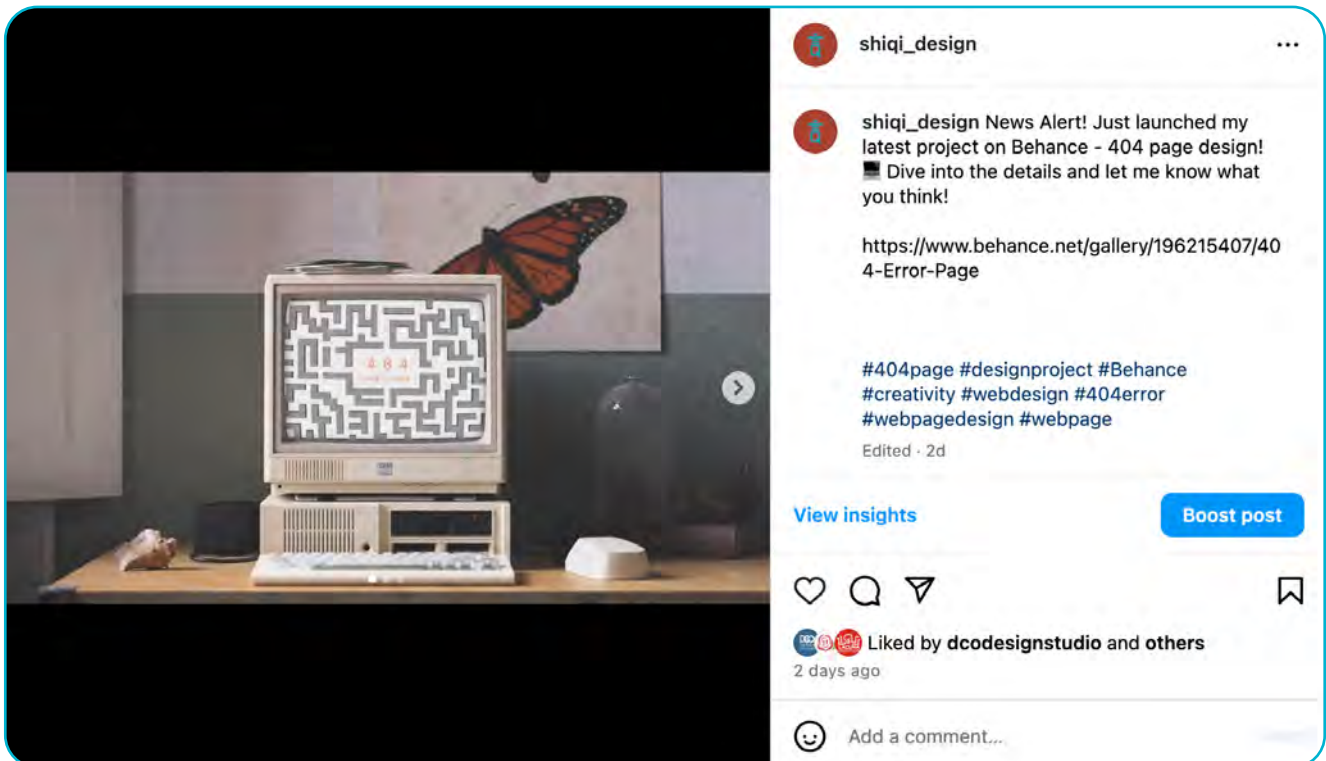 shiqi_design
shiqi_design News Alert! Just launched my
latest project on Behance - 404 page design!
💻 Dive into the details and let me know what
you think!
https://www.behance.net/gallery/196215407/40
4-Error-Page
#404page #designproject #Behance
#creativity #webdesign #404error
#webpagedesign #webpage
Edited · 2d
View insights
Boost post
Liked by dcodesignstudio and others
2 days ago
Add a comment...
4 0 4